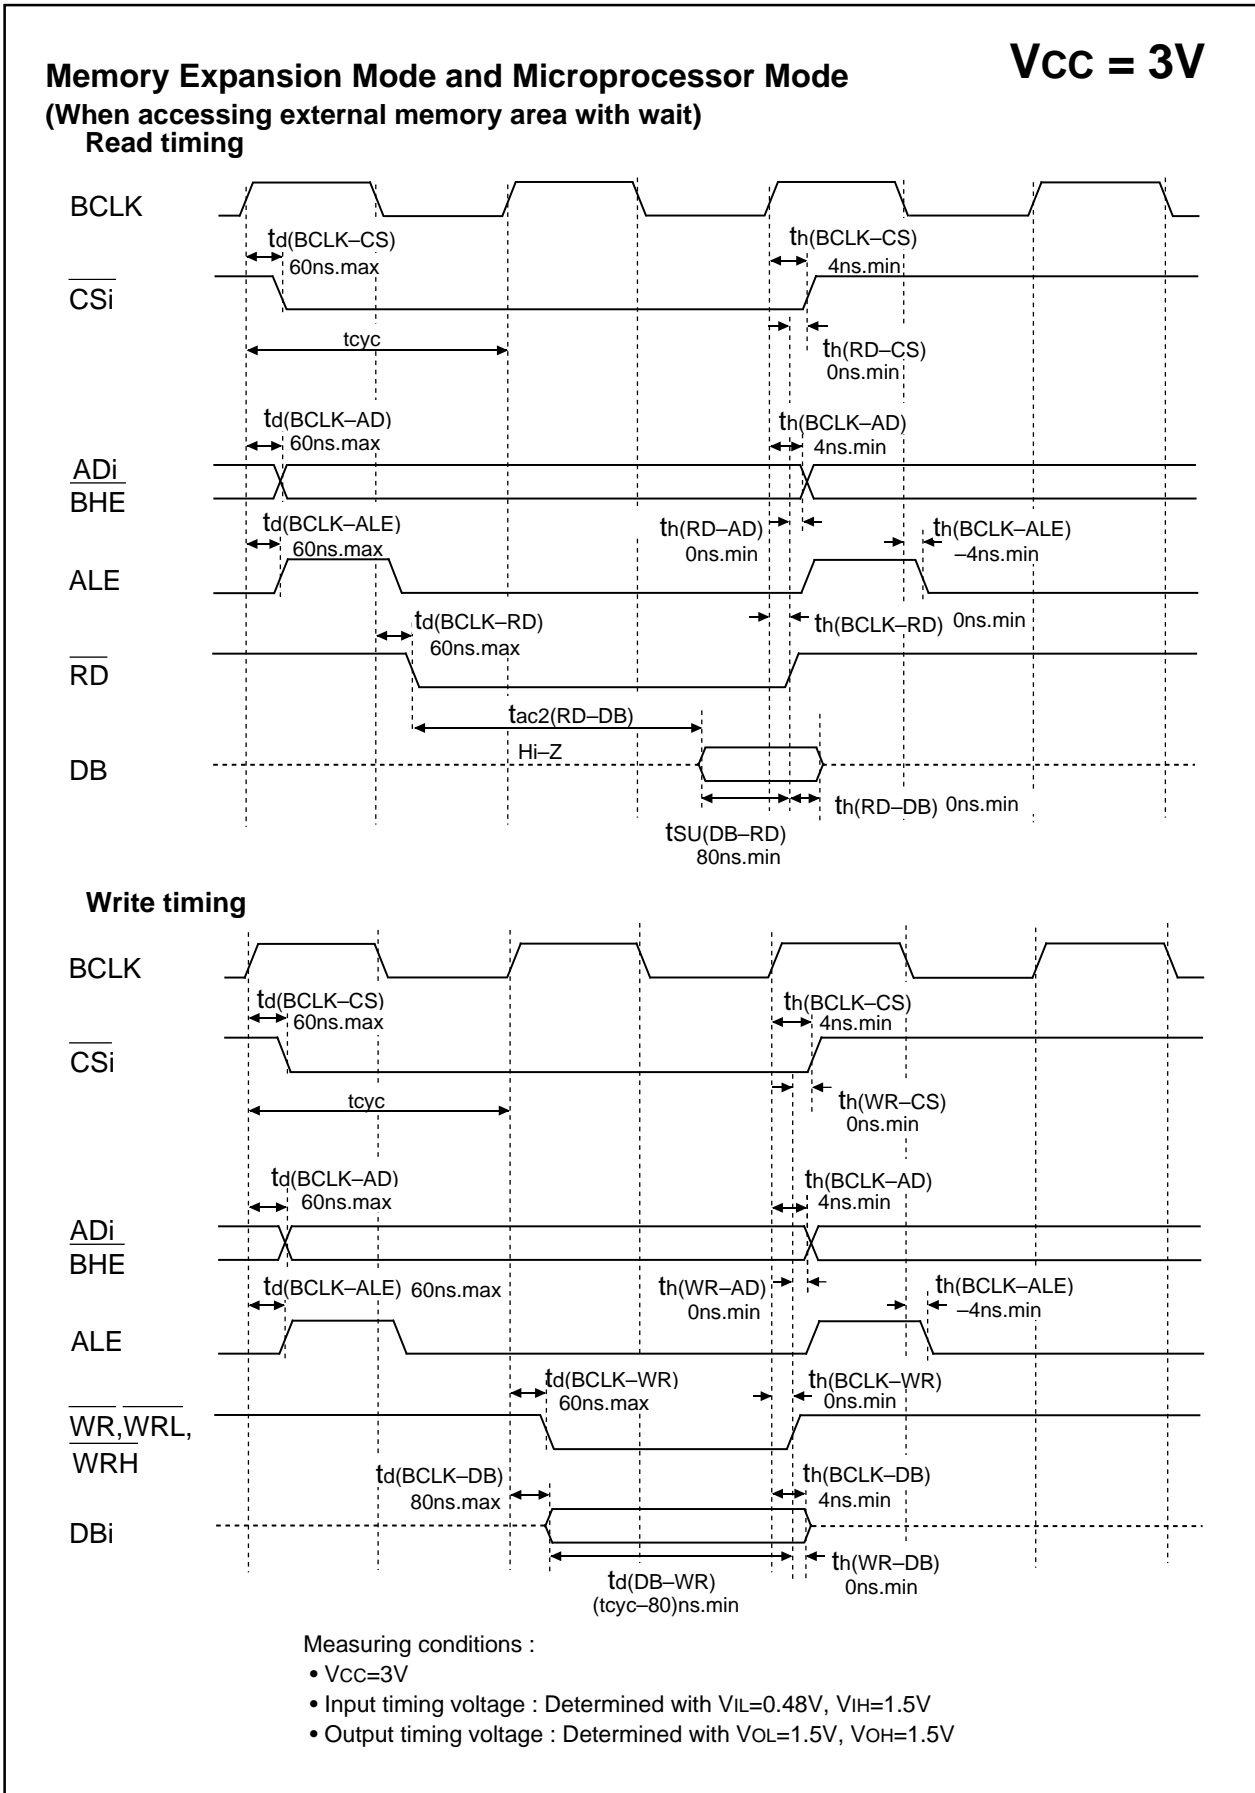 VCC = 3V
Memory Expansion Mode and Microprocessor Mode
(When accessing external memory area with wait)
Read timing
BCLK
td(BCLK–CS)
60ns.max
th(BCLK–CS)
4ns.min
CSi
tcyc
th(RD–CS)
0ns.min
td(BCLK–AD)
60ns.max
th(BCLK–AD)
4ns.min
ADi
BHE
td(BCLK–ALE)
60ns.max
th(RD–AD)
0ns.min
th(BCLK–ALE)
–4ns.min
ALE
td(BCLK–RD)
60ns.max
th(BCLK–RD) 0ns.min
RD
tac2(RD–DB)
Hi–Z
DB
th(RD–DB) 0ns.min
tSU(DB–RD)
80ns.min
Write timing
BCLK
td(BCLK–CS)
60ns.max
th(BCLK–CS)
4ns.min
CSi
tcyc
th(WR–CS)
0ns.min
td(BCLK–AD)
60ns.max
th(BCLK–AD)
4ns.min
ADi
BHE
td(BCLK–ALE) 60ns.max
th(WR–AD)
0ns.min
th(BCLK–ALE)
–4ns.min
ALE
td(BCLK–WR)
60ns.max
th(BCLK–WR)
0ns.min
WR,WRL,
WRH
td(BCLK–DB)
80ns.max
th(BCLK–DB)
4ns.min
DBi
td(DB–WR)
(tcyc–80)ns.min
th(WR–DB)
0ns.min
Measuring conditions :
• VCC=3V
• Input timing voltage : Determined with VIL=0.48V, VIH=1.5V
• Output timing voltage : Determined with VOL=1.5V, VOH=1.5V